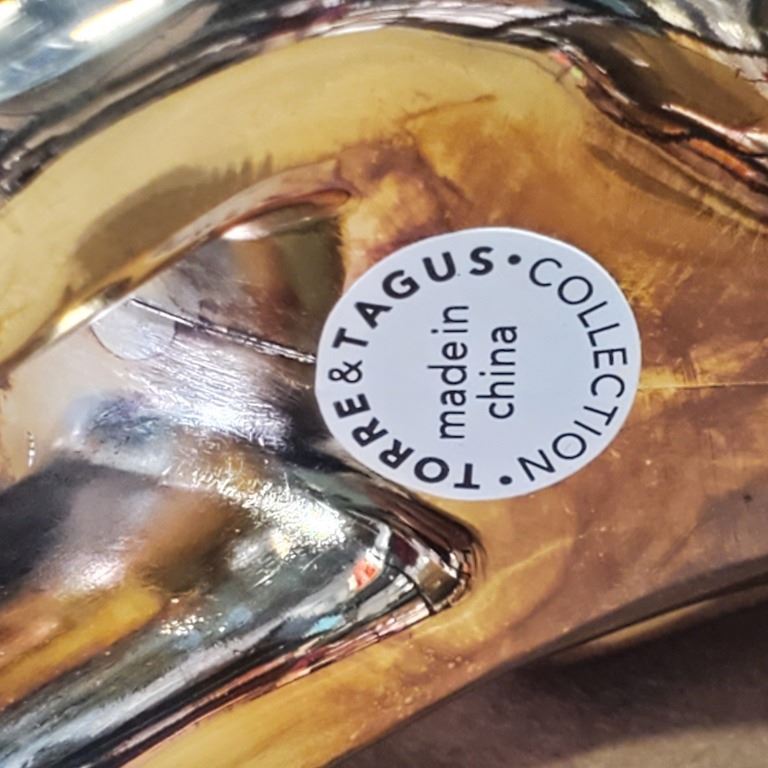 TORRE & TAGUS • COLLECTION •
made in
china